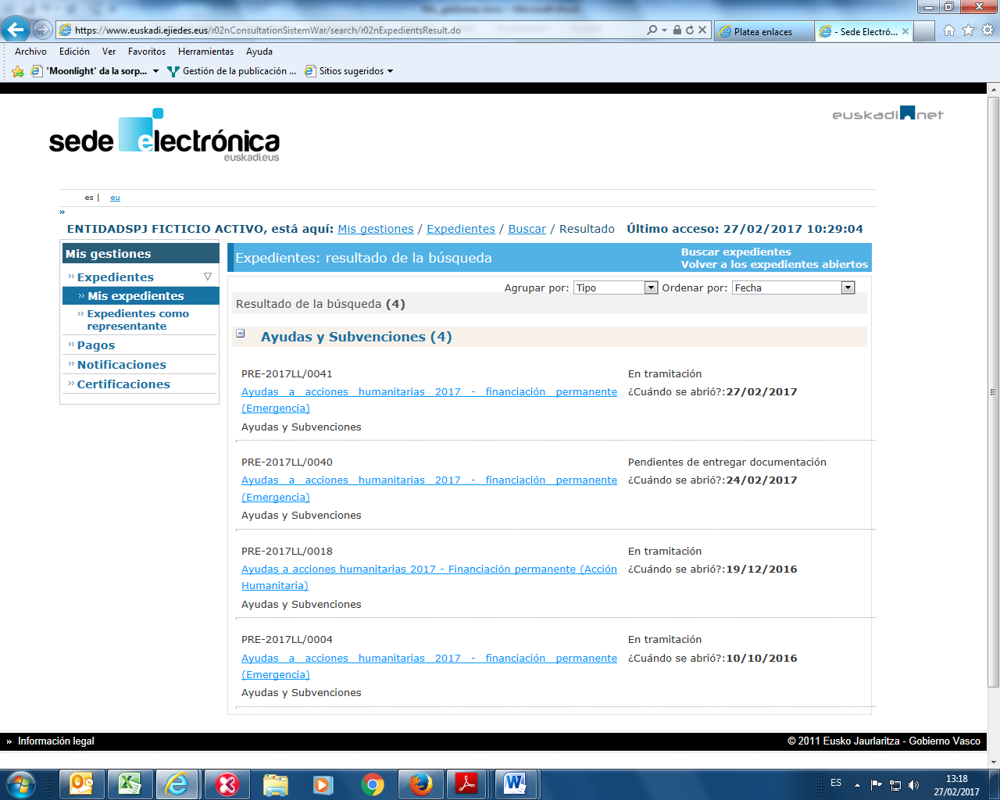 https://www.euskadi.ejiedes.eus/r02nConsultationSistemWar/search/r02nExpedientsResult.do
Platea enlaces
- Sede Electró...
Archivo Edición Ver Favoritos Herramientas Ayuda
'Moonlight' da la sorp... Gestión de la publicación ... Sitios sugeridos
sede electrónica
euskadi.eus
euskadi.net
es | eu
»
ENTIDADSPJ FICTICIO ACTIVO, está aquí: Mis gestiones / Expedientes / Buscar / Resultado Último acceso: 27/02/2017 10:29:04
Mis gestiones
Expedientes
Mis expedientes
Expedientes como
representante
Pagos
Notificaciones
Certificaciones
Expedientes: resultado de la búsqueda
Buscar expedientes
Volver a los expedientes abiertos
Agrupar por: Tipo Ordenar por: Fecha
Resultado de la búsqueda (4)
Ayudas y Subvenciones (4)
PRE-2017LL/0041 En tramitación
Ayudas a acciones humanitarias 2017 - financiación permanente ¿Cuándo se abrió?:27/02/2017
(Emergencia)
Ayudas y Subvenciones
PRE-2017LL/0040 Pendientes de entregar documentación
Ayudas a acciones humanitarias 2017 - financiación permanente ¿Cuándo se abrió?:24/02/2017
(Emergencia)
Ayudas y Subvenciones
PRE-2017LL/0018 En tramitación
Ayudas a acciones humanitarias 2017 - Financiación permanente (Acción ¿Cuándo se abrió?:19/12/2016
Humanitaria)
Ayudas y Subvenciones
PRE-2017LL/0004 En tramitación
Ayudas a acciones humanitarias 2017 - financiación permanente ¿Cuándo se abrió?:10/10/2016
(Emergencia)
Ayudas y Subvenciones
» Información legal © 2011 Eusko Jaurlaritza - Gobierno Vasco
ES 13:18
27/02/2017